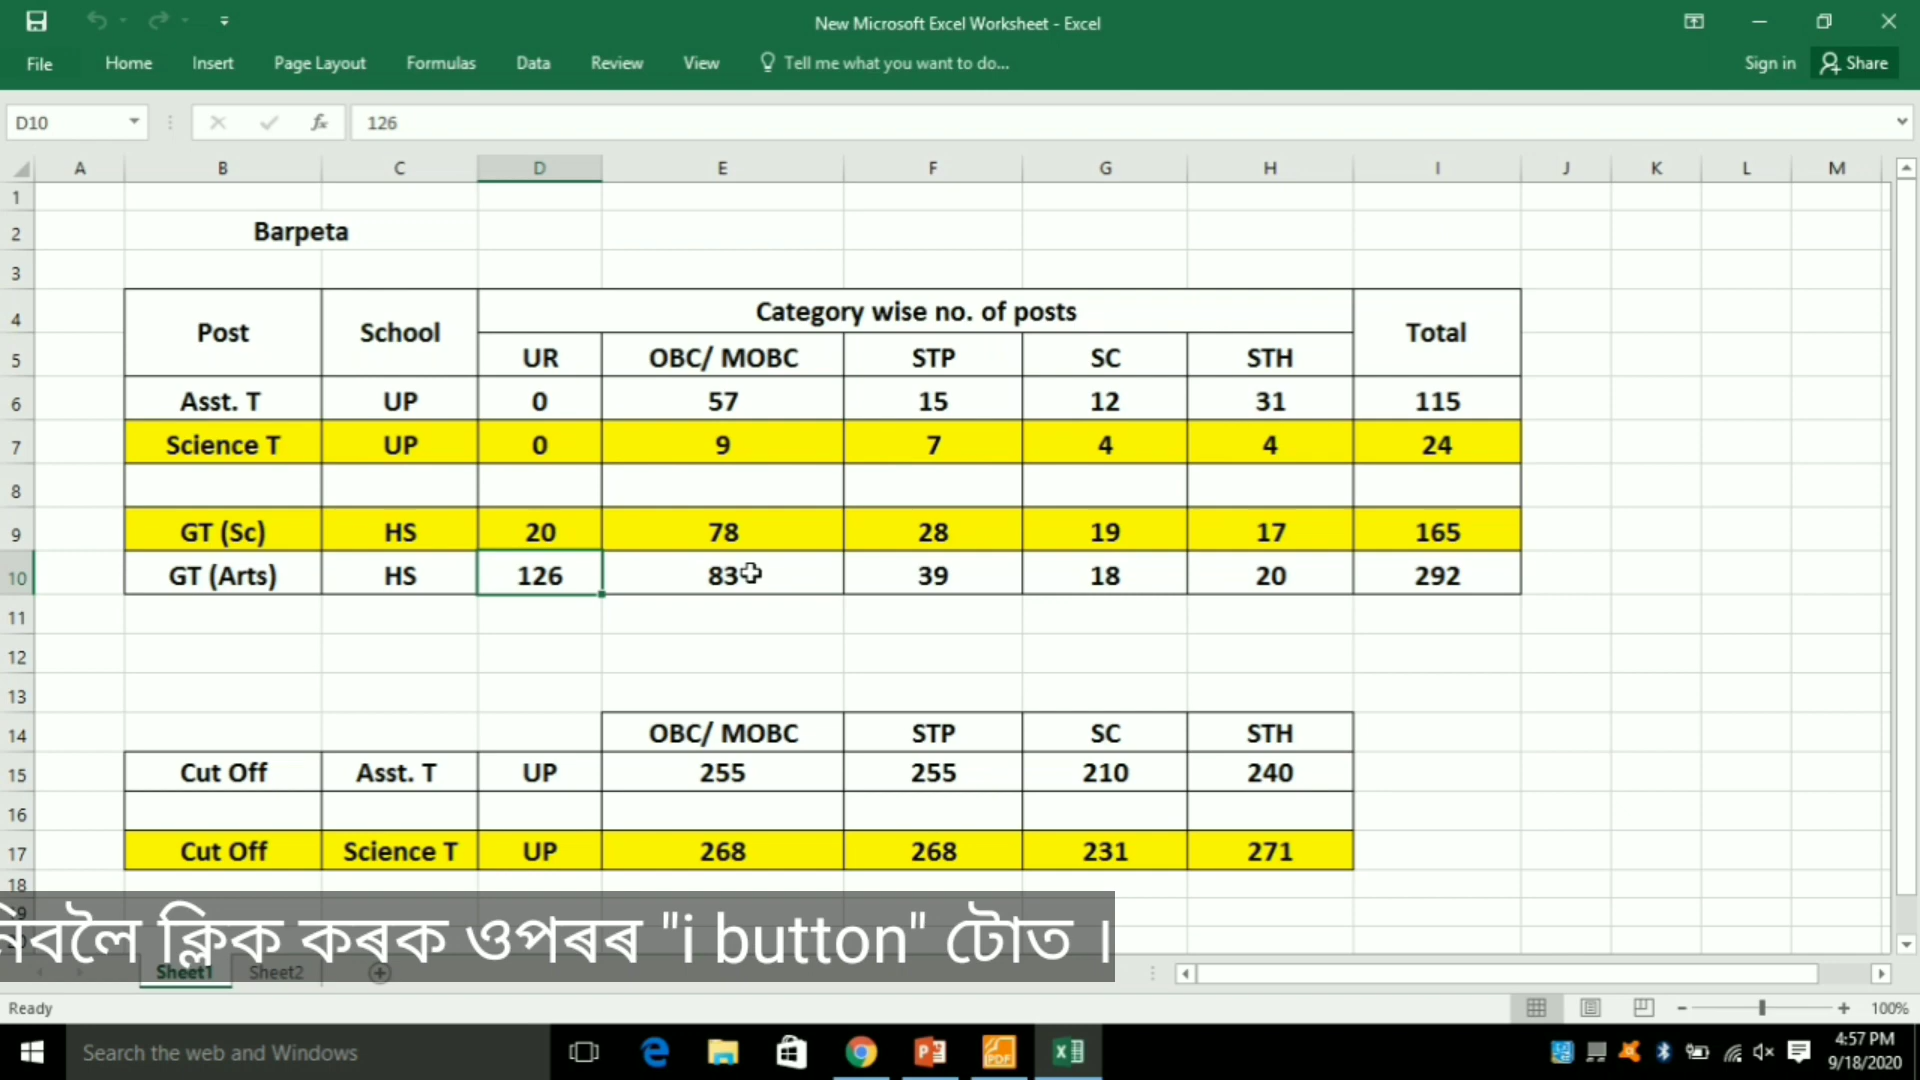 New Microsoft Excel Worksheet - Excel
File Home Insert Page Layout Formulas Data Review View Tell me what you want to do... Sign in Share
D10 fx 126
A B C D E F G H I J K L M
1
2 Barpeta
3
4 Post School Category wise no. of posts Total
5 UR OBC/ MOBC STP SC STH
6 Asst. T UP 0 57 15 12 31 115
7 Science T UP 0 9 7 4 4 24
8
9 GT (Sc) HS 20 78 28 19 17 165
10 GT (Arts) HS 126 83 39 18 20 292
11
12
13
14 OBC/ MOBC STP SC STH
15 Cut Off Asst. T UP 255 255 210 240
16
17 Cut Off Science T UP 268 268 231 271
18
ক্লিক কৰক ওপৰৰ "i button" টোত ।
Sheet1 Sheet2
Ready 100%
Search the web and Windows 4:57 PM
9/18/2020